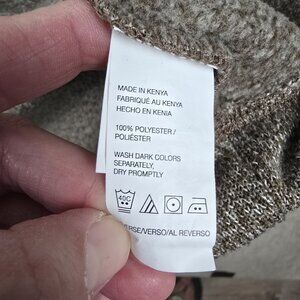 MADE IN KENYA
FABRIQUÉ AU KENYA
HECHO EN KENIA
100% POLYESTER /
POLIÉSTER
WASH DARK COLORS
SEPARATELY,
DRY PROMPTLY
40C
/VERSO/AL REVERSO